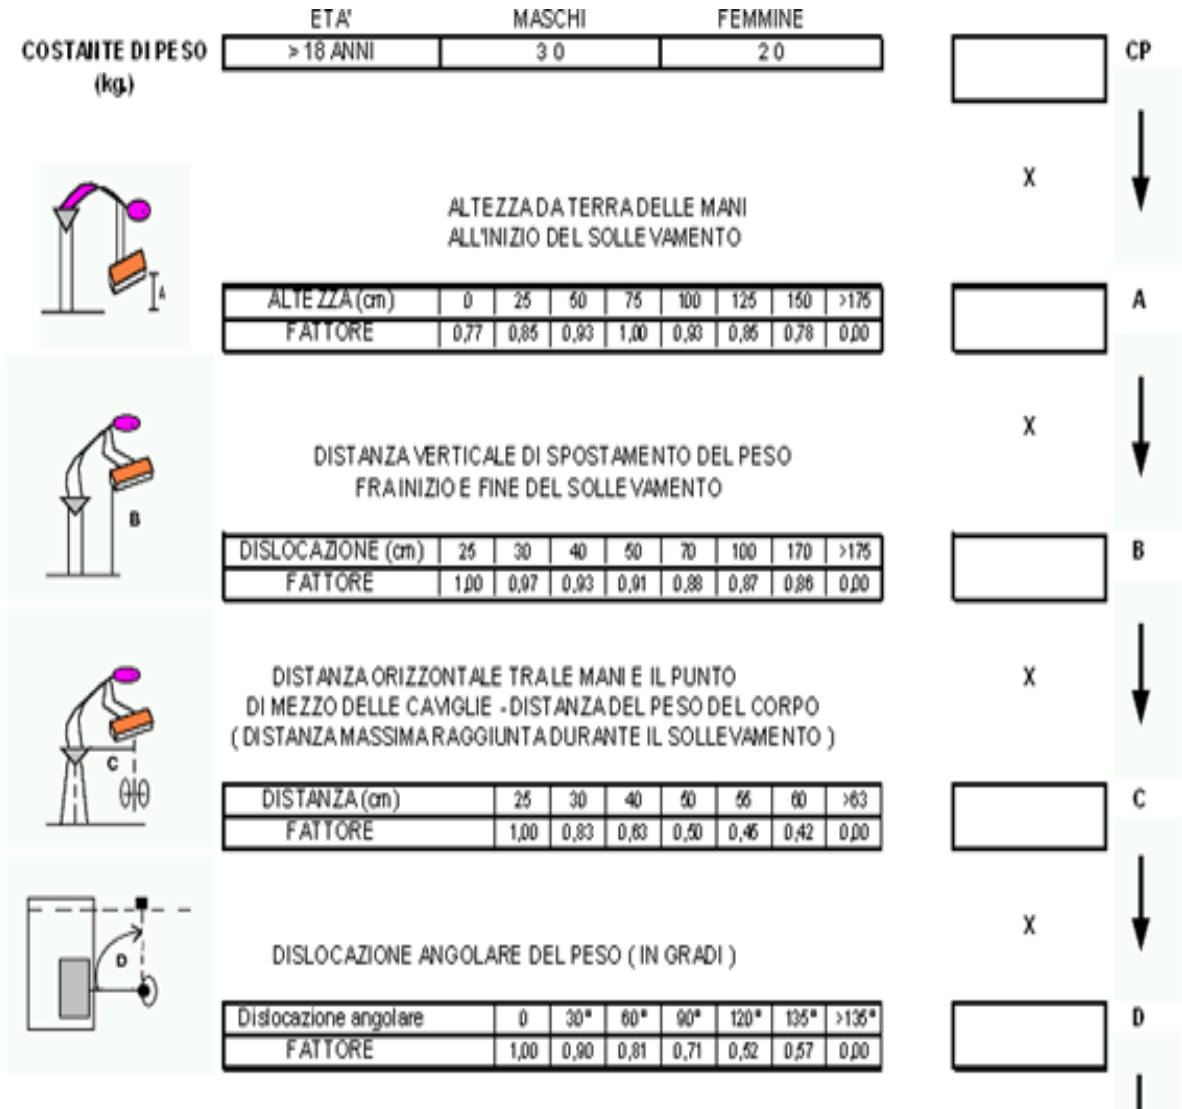 ETA' MASCHI FEMMINE
COSTANTE DI PESO > 18 ANNI 30 20 CP
(kg.)
X
ALTEZZA DA TERRA DELLE MANI
ALL'INIZIO DEL SOLLEVAMENTO
ALTEZZA (cm) 0 25 50 75 100 125 150 >175 A
FATTORE 0,77 0,85 0,93 1,00 0,93 0,85 0,78 0,00
A
X
DISTANZA VERTICALE DI SPOSTAMENTO DEL PESO
FRA INIZIO E FINE DEL SOLLEVAMENTO
B
DISLOCAZIONE (cm) 25 30 40 50 70 100 170 >175 B
FATTORE 1,00 0,97 0,93 0,91 0,88 0,87 0,86 0,00
DISTANZA ORIZZONTALE TRA LE MANI E IL PUNTO X
DI MEZZO DELLE CAVIGLIE - DISTANZA DEL PESO DEL CORPO
( DISTANZA MASSIMA RAGGIUNTA DURANTE IL SOLLEVAMENTO )
C
DISTANZA (cm) 25 30 40 50 55 60 >63 C
FATTORE 1,00 0,83 0,63 0,50 0,45 0,42 0,00
X
D
DISLOCAZIONE ANGOLARE DEL PESO ( IN GRADI )
Dislocazione angolare 0 30° 60° 90° 120° 135° >135° D
FATTORE 1,00 0,90 0,81 0,71 0,52 0,57 0,00